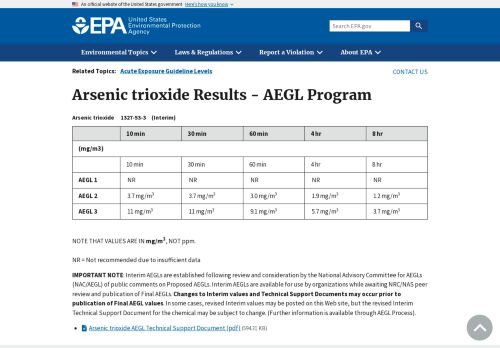 An official website of the United States government Here's how you know
EPA United States Environmental Protection Agency
Search EPA.gov
Environmental Topics Laws & Regulations Report a Violation About EPA
Related Topics: Acute Exposure Guideline Levels
CONTACT US
Arsenic trioxide Results - AEGL Program
Arsenic trioxide 1327-53-3 (Interim)
10 min 30 min 60 min 4 hr 8 hr
(mg/m3)
10 min 30 min 60 min 4 hr 8 hr
AEGL 1 NR NR NR NR NR
AEGL 2 3.7 mg/m³ 3.7 mg/m³ 3.0 mg/m³ 1.9 mg/m³ 1.2 mg/m³
AEGL 3 11 mg/m³ 11 mg/m³ 9.1 mg/m³ 5.7 mg/m³ 3.7 mg/m³
NOTE THAT VALUES ARE IN mg/m³, NOT ppm.
NR = Not recommended due to insufficient data
IMPORTANT NOTE: Interim AEGLs are established following review and consideration by the National Advisory Committee for AEGLs
(NAC/AEGL) of public comments on Proposed AEGLs. Interim AEGLs are available for use by organizations while awaiting NRC/NAS peer
review and publication of Final AEGLs. Changes to Interim values and Technical Support Documents may occur prior to
publication of Final AEGL values. In some cases, revised Interim values may be posted on this Web site, but the revised Interim
Technical Support Document for the chemical may be subject to change. (Further information is available through AEGL Process).
Arsenic trioxide AEGL Technical Support Document (pdf) (594.31 KB)